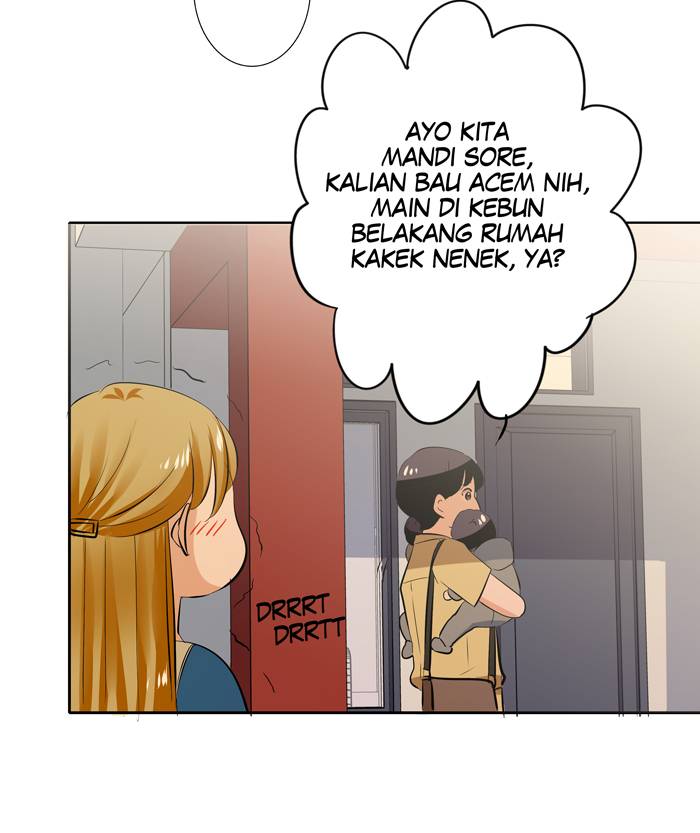 AYO KITA
MANDI SORE,
KALIAN BAU ACEM NIH,
MAIN DI KEBUN
BELAKANG RUMAH
KAKEK NENEK, YA?
DRRRT
DRRTT